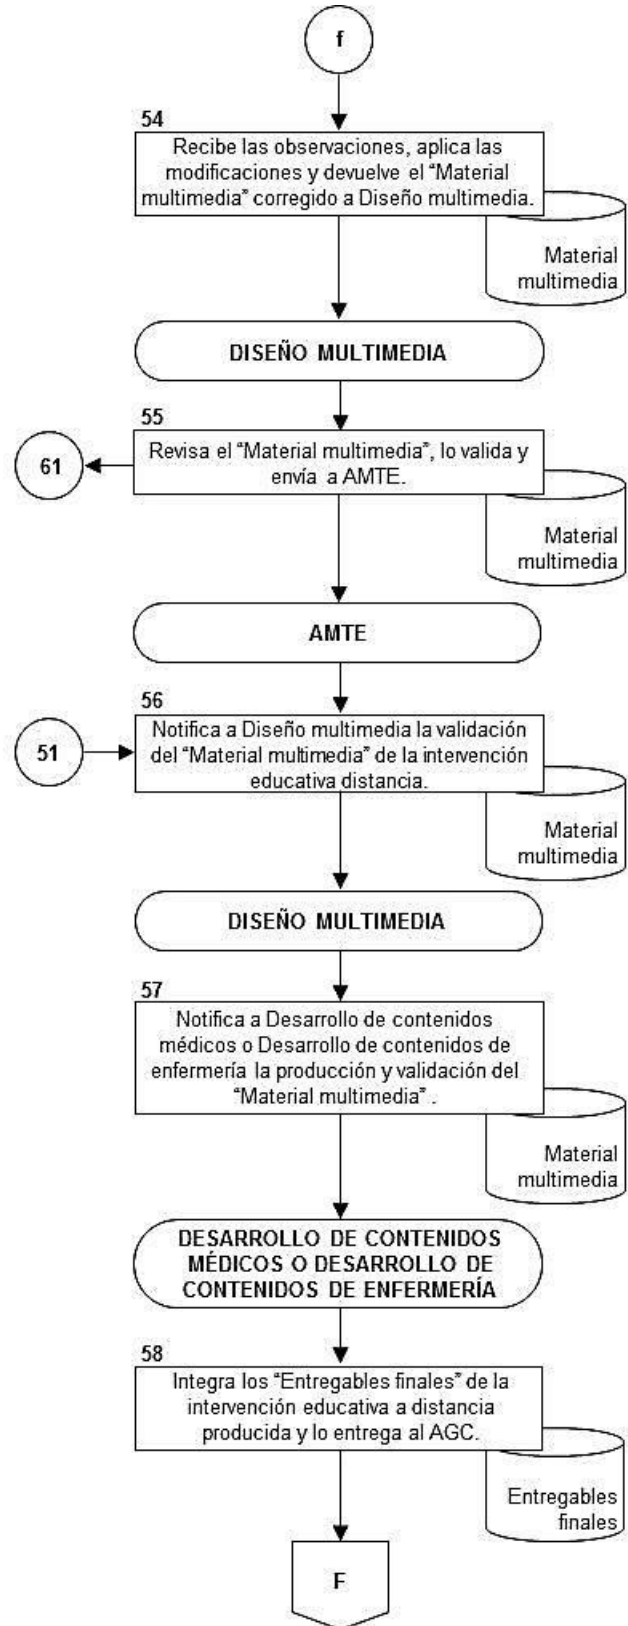 f
54
Recibe las observaciones, aplica las
modificaciones y devuelve el “Material
multimedia” corregido a Diseño multimedia.
Material
multimedia
DISEÑO MULTIMEDIA
55
Revisa el “Material multimedia”, lo valida y
envía a AMTE.
61
Material
multimedia
AMTE
56
Notifica a Diseño multimedia la validación
del “Material multimedia” de la intervención
educativa distancia.
51
Material
multimedia
DISEÑO MULTIMEDIA
57
Notifica a Desarrollo de contenidos
médicos o Desarrollo de contenidos de
enfermería la producción y validación del
“Material multimedia” .
Material
multimedia
DESARROLLO DE CONTENIDOS
MÉDICOS O DESARROLLO DE
CONTENIDOS DE ENFERMERÍA
58
Integra los “Entregables finales” de la
intervención educativa a distancia
producida y lo entrega al AGC.
Entregables
finales
F